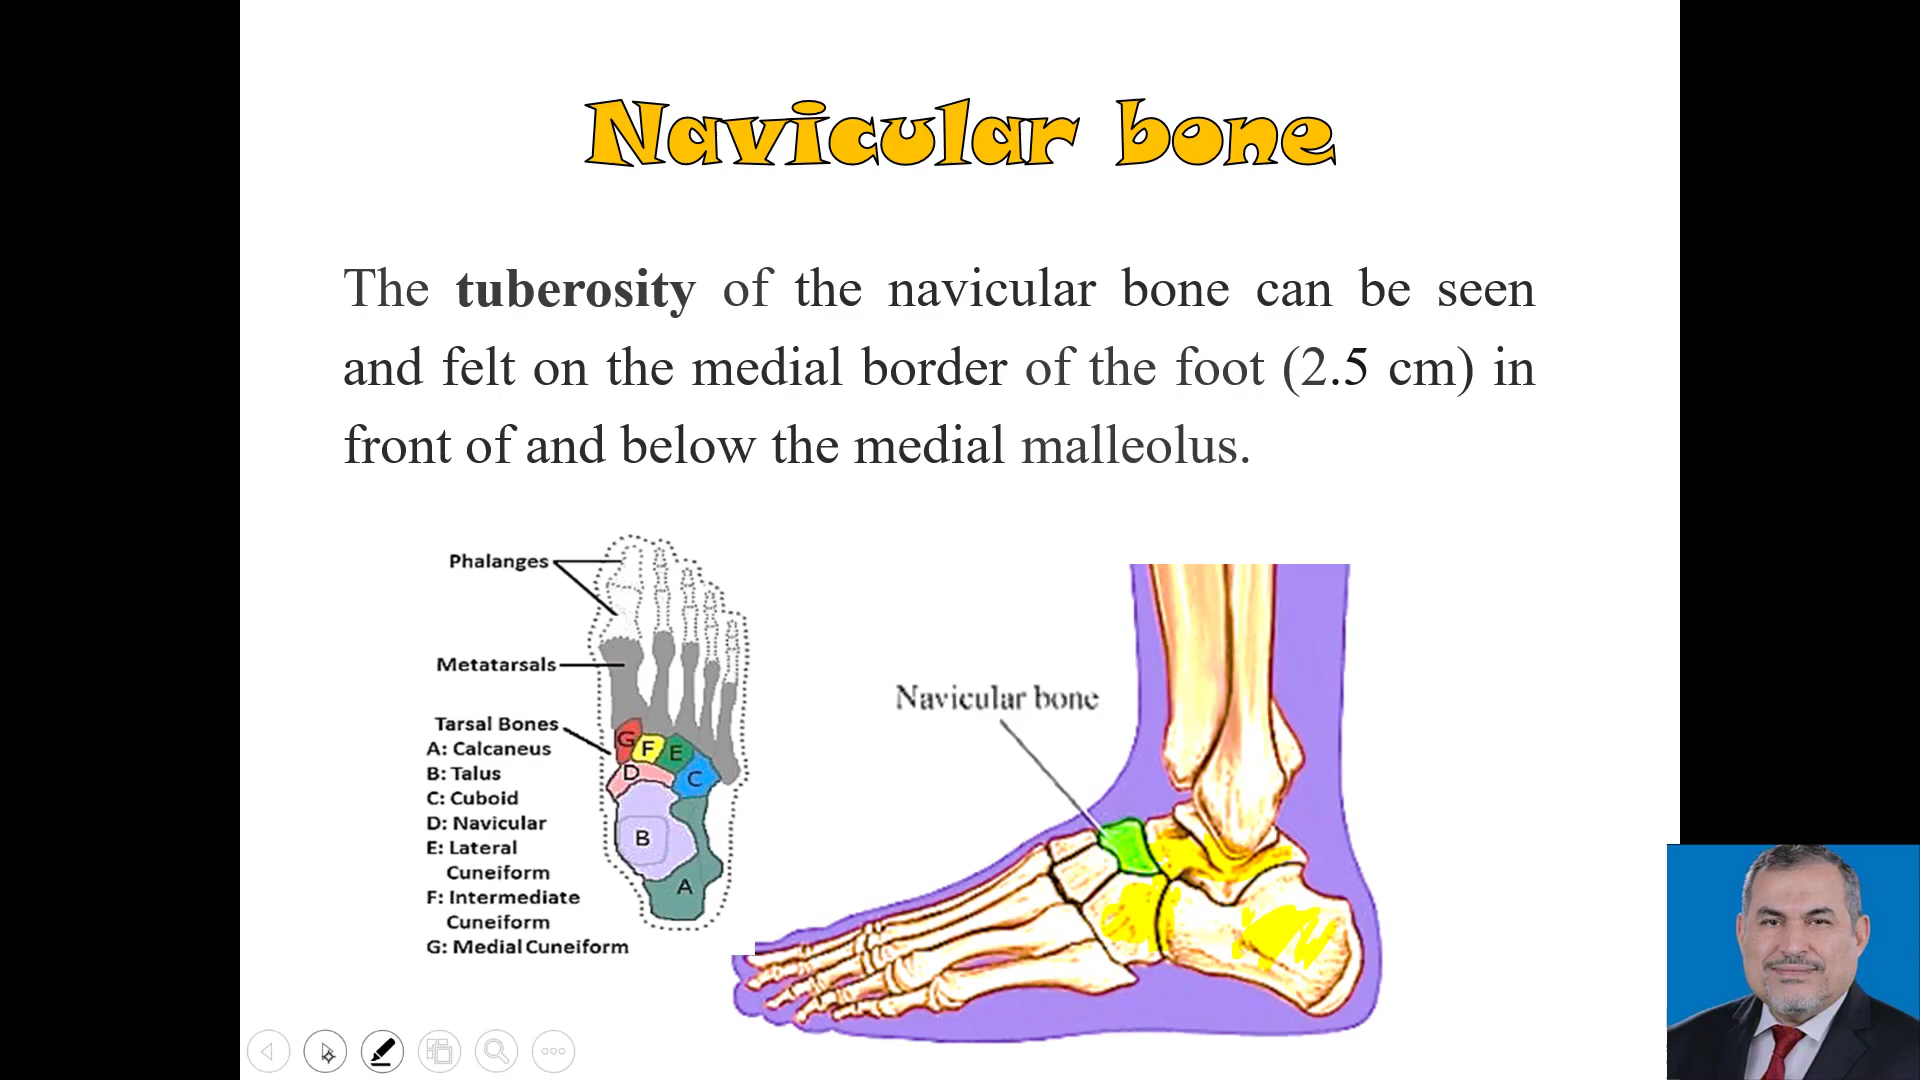 Navicular bone
The tuberosity of the navicular bone can be seen
and felt on the medial border of the foot (2.5 cm) in
front of and below the medial malleolus.
Phalanges
Metatarsals
Tarsal Bones
A: Calcaneus
B: Talus
C: Cuboid
D: Navicular
E: Lateral
Cuneiform
F: Intermediate
Cuneiform
G: Medial Cuneiform
G F E
D C
B
A
Navicular bone